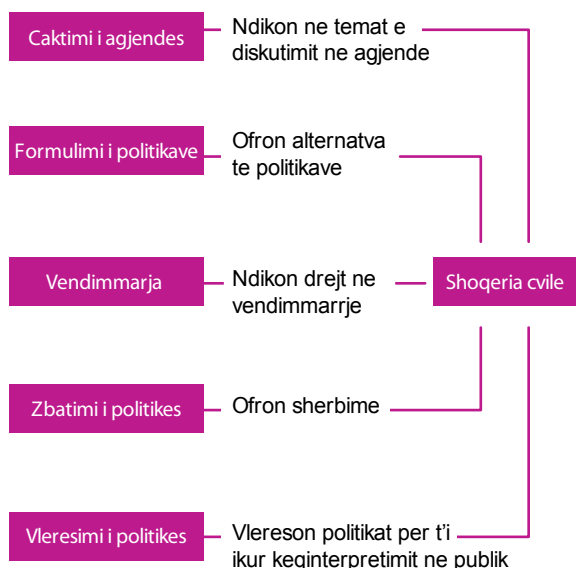 Caktimi i agjendes
Ndikon ne temat e
diskutimit ne agjende
Formulimi i politikave
Ofron alternatva
te politikave
Vendimmarja
Ndikon drejt ne
vendimmarrje
Shoqeria cvile
Zbatimi i politikes
Ofron sherbime
Vleresimi i politikes
Vlereson politikat per t'i
ikur keginterpretimit ne publik